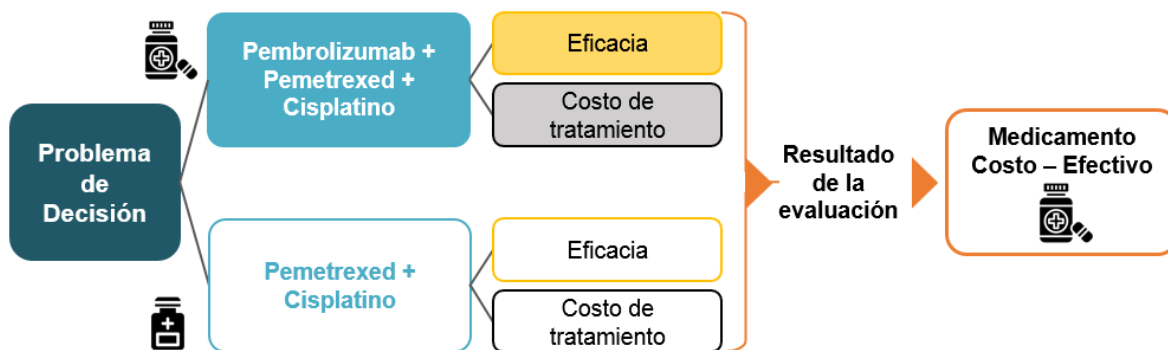 Problema
de
Decisión
Pembrolizumab +
Pemetrexed +
Cisplatino
Eficacia
Costo de
tratamiento
Pemetrexed +
Cisplatino
Eficacia
Costo de
tratamiento
Resultado
de la
evaluación
Medicamento
Costo – Efectivo